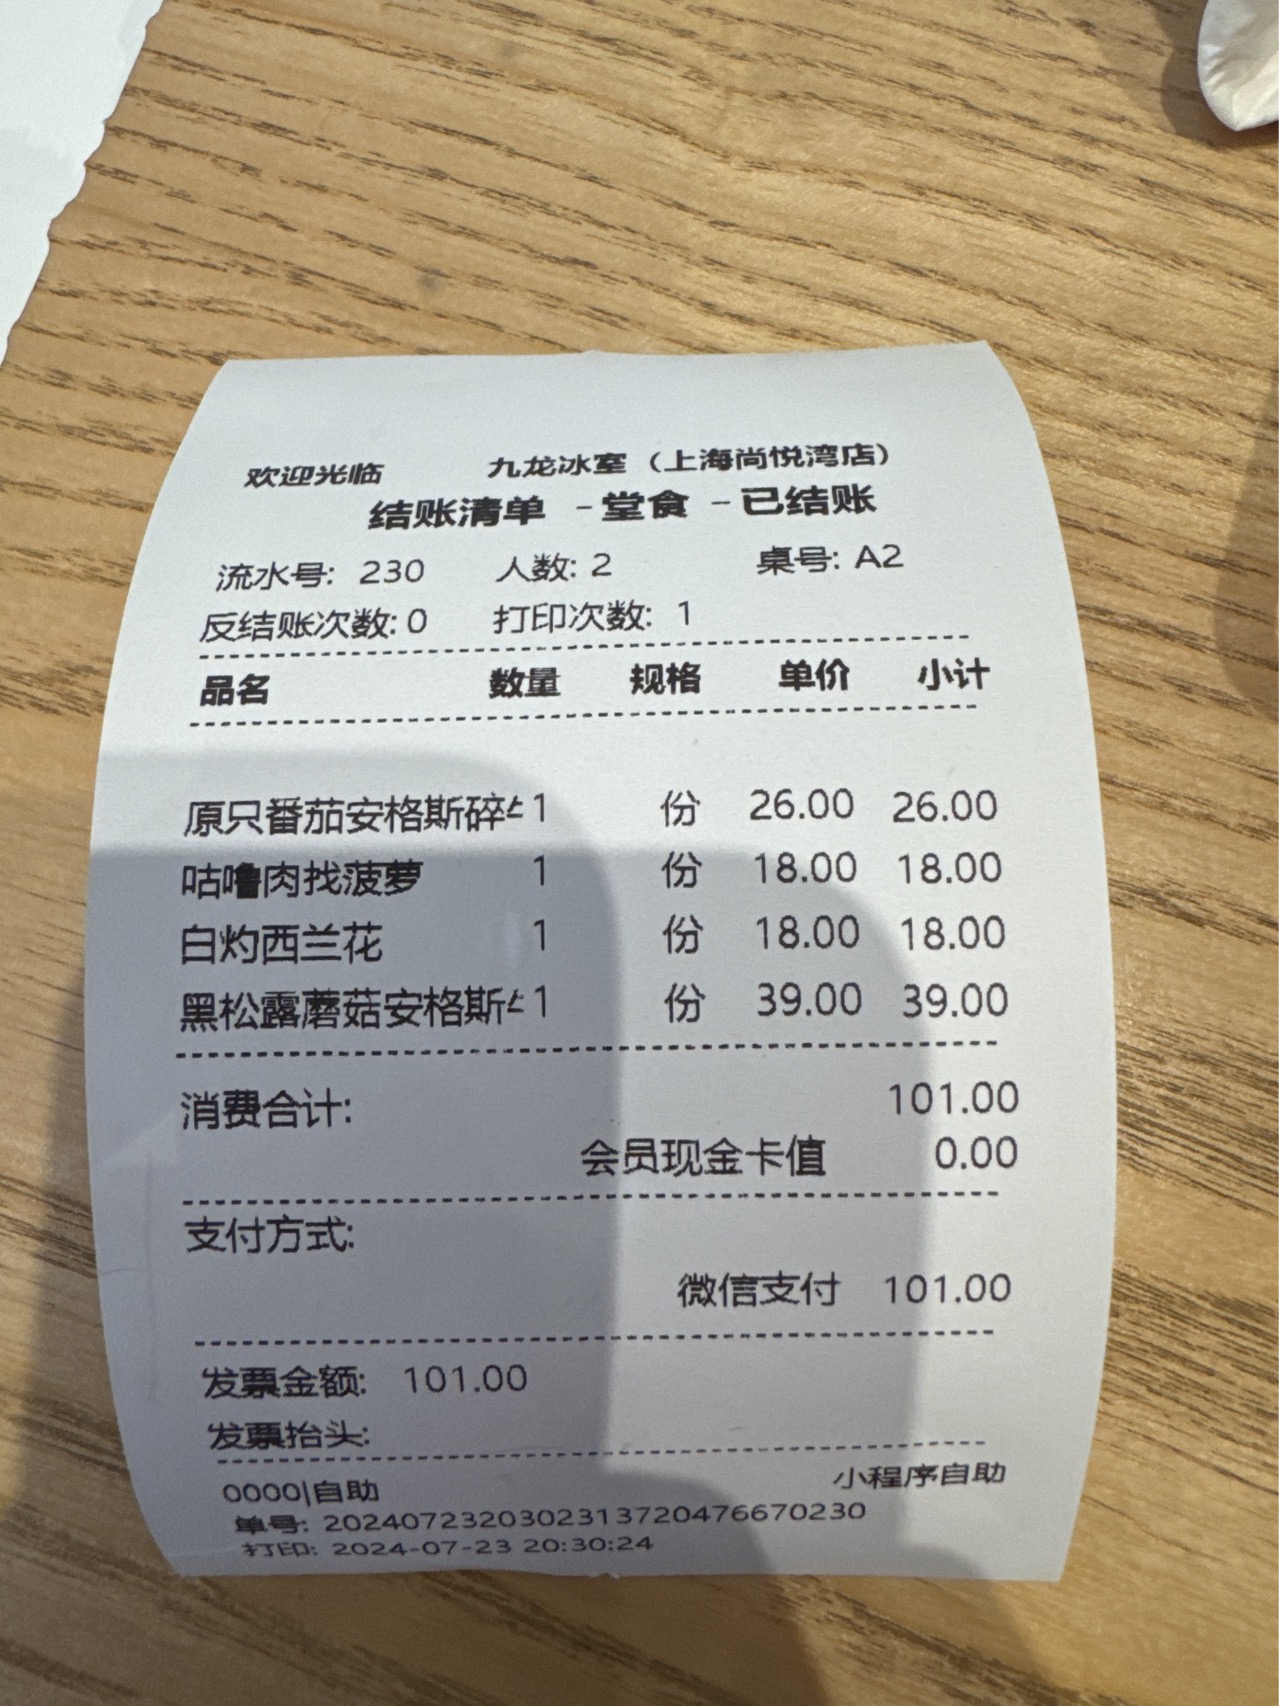 欢迎光临 九龙冰室（上海尚悦湾店）
结账清单 - 堂食 - 已结账
流水号: 230 人数: 2 桌号: A2
反结账次数: 0 打印次数: 1
品名 数量 规格 单价 小计
原只番茄安格斯碎 1 份 26.00 26.00
咕噜肉找菠萝 1 份 18.00 18.00
白灼西兰花 1 份 18.00 18.00
黑松露蘑菇安格斯 1 份 39.00 39.00
消费合计: 101.00
会员现金卡值 0.00
支付方式:
微信支付 101.00
发票金额: 101.00
发票抬头:
0000|自助 小程序自助
单号: 20240723203023137204766​70230
打印: 2024-07-23 20:30:24